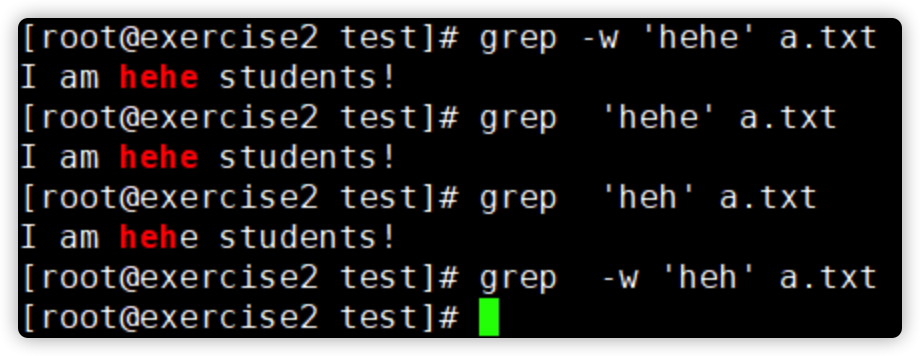 [root@exercise2 test]# grep -w 'hehe' a.txt
I am hehe students!
[root@exercise2 test]# grep  'hehe' a.txt
I am hehe students!
[root@exercise2 test]# grep  'heh' a.txt
I am hehe students!
[root@exercise2 test]# grep  -w 'heh' a.txt
[root@exercise2 test]#